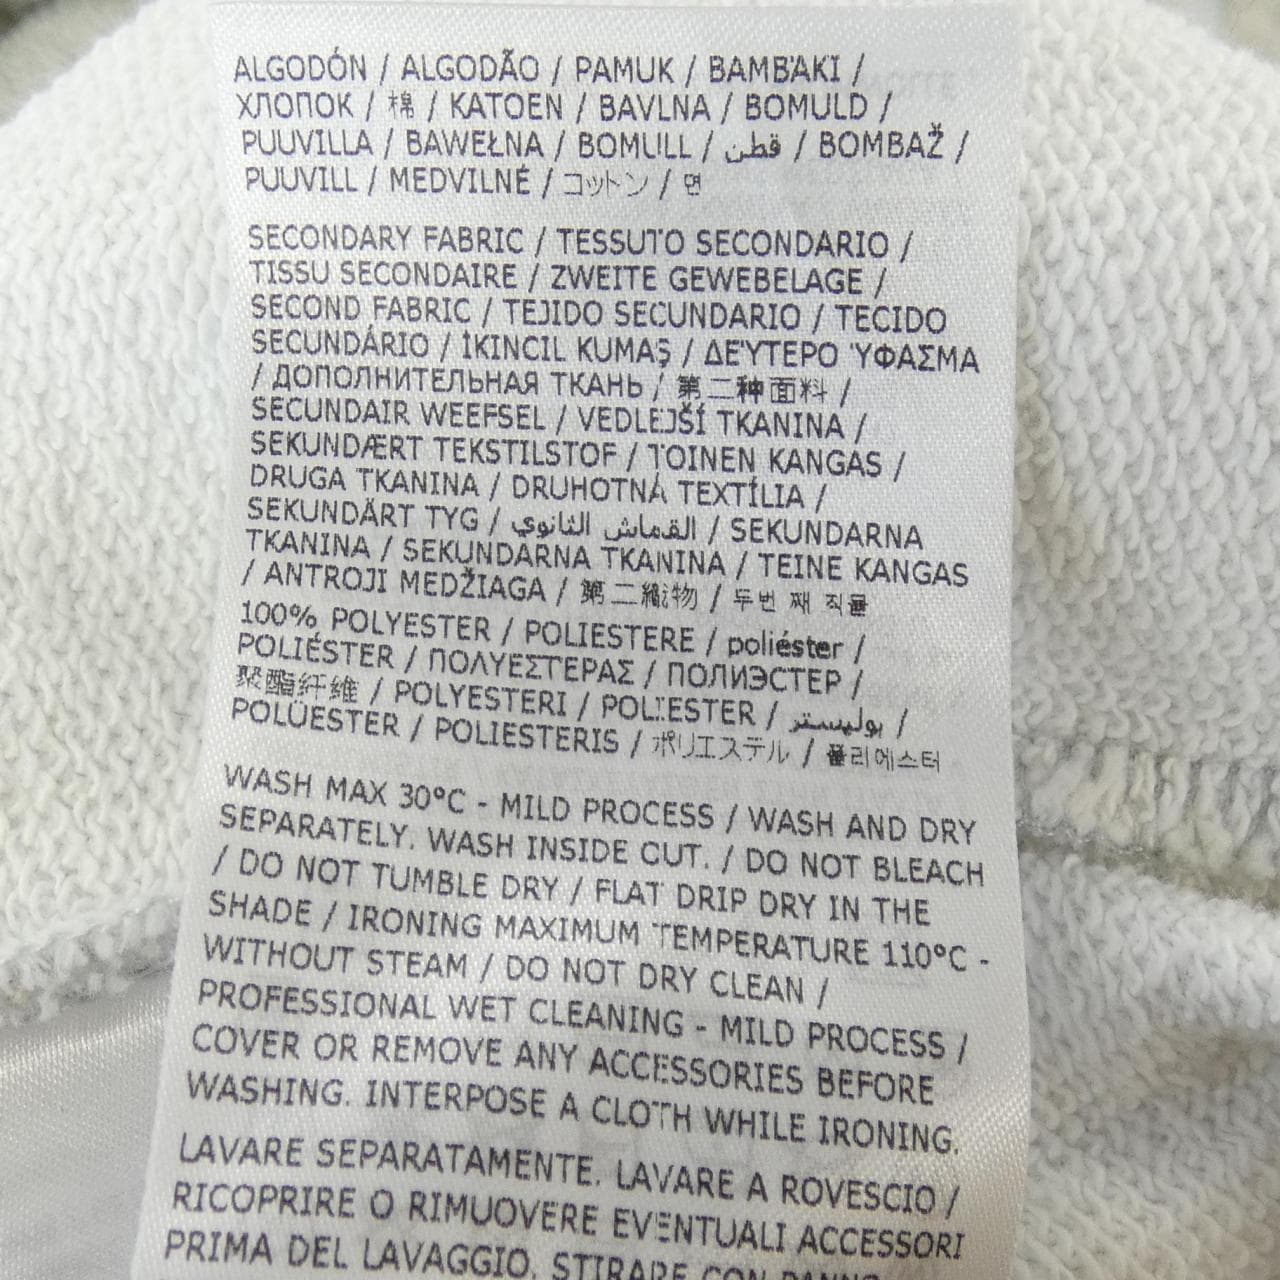 ALGODÓN / ALGODÃO / PAMUK / BAMBAKI /
ХЛОПОК / 棉 / KATOEN / BAVLNA / BOMULD /
PUUVILLA / BAWEŁNA / BOMULL / قطن / BOMBAŽ /
PUUVILL / MEDVILNÉ / コットン / 면
SECONDARY FABRIC / TESSUTO SECONDARIO /
TISSU SECONDAIRE / ZWEITE GEWEBELAGE /
SECOND FABRIC / TEJIDO SECUNDARIO / TECIDO
SECUNDÁRIO / İKINCIL KUMAŞ / ΔΕΎΤΕΡΟ ΎΦΑΣΜΑ
/ ДОПОЛНИТЕЛЬНАЯ ТКАНЬ / 第二种面料 /
SECUNDAIR WEEFSEL / VEDLEJŠÍ TKANINA /
SEKUNDÆRT TEKSTILSTOF / TOINEN KANGAS /
DRUGA TKANINA / DRUHOTNÁ TEXTÍLIA /
SEKUNDÄRT TYG / القماش الثانوي / SEKUNDARNA
TKANINA / SEKUNDARNA TKANINA / TEINE KANGAS
/ ANTROJI MEDŽIAGA / 第二織物 / 두번 째 직물
100% POLYESTER / POLIESTERE / poliéster /
POLIÉSTER / ΠΟΛΥΕΣΤΕΡΑΣ / ПОЛИЭСТЕР /
聚酯纤维 / POLYESTERI / POLIESTER / بوليستر /
POLÜESTER / POLIESTERIS / ポリエステル / 폴리에스터
WASH MAX 30°C - MILD PROCESS / WASH AND DRY
SEPARATELY. WASH INSIDE OUT. / DO NOT BLEACH
/ DO NOT TUMBLE DRY / FLAT DRIP DRY IN THE
SHADE / IRONING MAXIMUM TEMPERATURE 110°C -
WITHOUT STEAM / DO NOT DRY CLEAN /
PROFESSIONAL WET CLEANING - MILD PROCESS /
COVER OR REMOVE ANY ACCESSORIES BEFORE
WASHING. INTERPOSE A CLOTH WHILE IRONING.
LAVARE SEPARATAMENTE. LAVARE A ROVESCIO /
RICOPRIRE O RIMUOVERE EVENTUALI ACCESSORI
PRIMA DEL LAVAGGIO. STIRARE CON PANNO